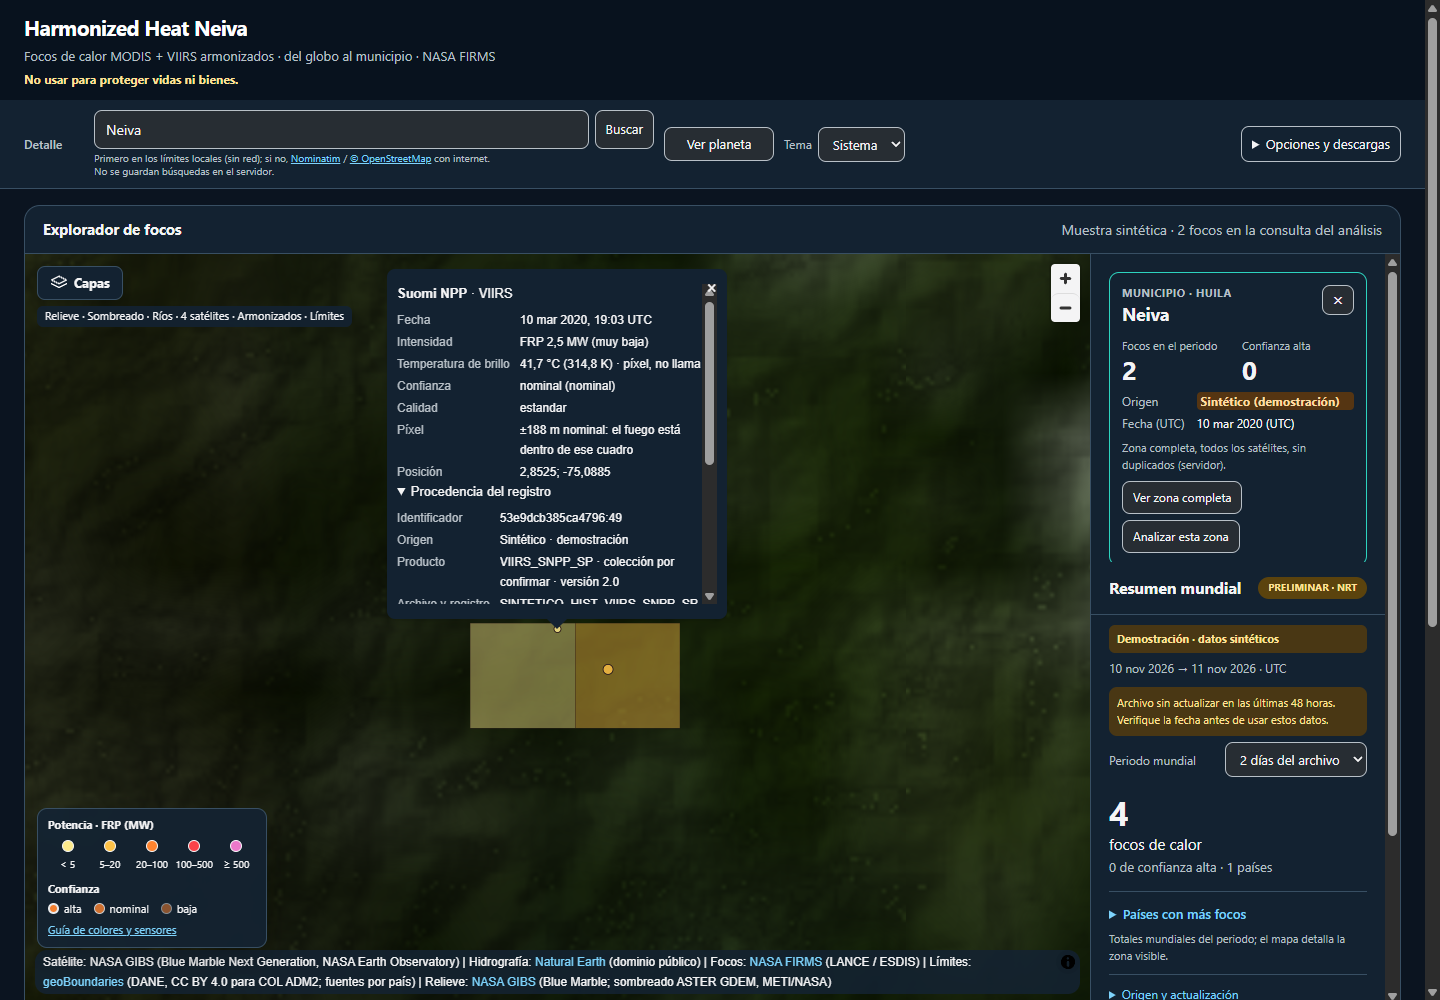 Harmonized Heat Neiva
Focos de calor MODIS + VIIRS armonizados · del globo al municipio · NASA FIRMS
No usar para proteger vidas ni bienes.
Detalle
Neiva
Buscar
Ver planeta
Tema
Sistema
▶ Opciones y descargas
Primero en los límites locales (sin red); si no, Nominatim / © OpenStreetMap con internet.
No se guardan búsquedas en el servidor.
Explorador de focos
Muestra sintética · 2 focos en la consulta del análisis
Capas
Relieve · Sombreado · Ríos · 4 satélites · Armonizados · Límites
Suomi NPP · VIIRS
×
Fecha 10 mar 2020, 19:03 UTC
Intensidad FRP 2,5 MW (muy baja)
Temperatura de brillo 41,7 °C (314,8 K) · píxel, no llama
Confianza nominal (nominal)
Calidad estandar
Píxel ±188 m nominal: el fuego está
dentro de ese cuadro
Posición 2,8525; -75,0885
▼ Procedencia del registro
Identificador 53e9dcb385ca4796:49
Origen Sintético · demostración
Producto VIIRS_SNPP_SP · colección por
confirmar · versión 2.0
Archivo y registro SINTETICO_HIST_VIIRS_SNPP_SP
+
−
Potencia · FRP (MW)
< 5 5–20 20–100 100–500 ≥ 500
Confianza
alta nominal baja
Guía de colores y sensores
Satélite: NASA GIBS (Blue Marble Next Generation, NASA Earth Observatory) | Hidrografía: Natural Earth (dominio público) | Focos: NASA FIRMS (LANCE / ESDIS) | Límites:
geoBoundaries (DANE, CC BY 4.0 para COL ADM2; fuentes por país) | Relieve: NASA GIBS (Blue Marble; sombreado ASTER GDEM, METI/NASA)
MUNICIPIO · HUILA
Neiva
×
Focos en el periodo Confianza alta
2 0
Origen Sintético (demostración)
Fecha (UTC) 10 mar 2020 (UTC)
Zona completa, todos los satélites, sin
duplicados (servidor).
Ver zona completa
Analizar esta zona
Resumen mundial PRELIMINAR · NRT
Demostración · datos sintéticos
10 nov 2026 → 11 nov 2026 · UTC
Archivo sin actualizar en las últimas 48 horas.
Verifique la fecha antes de usar estos datos.
Periodo mundial 2 días del archivo
4
focos de calor
0 de confianza alta · 1 países
▶ Países con más focos
Totales mundiales del periodo; el mapa detalla la
zona visible.
▶ Origen y actualización